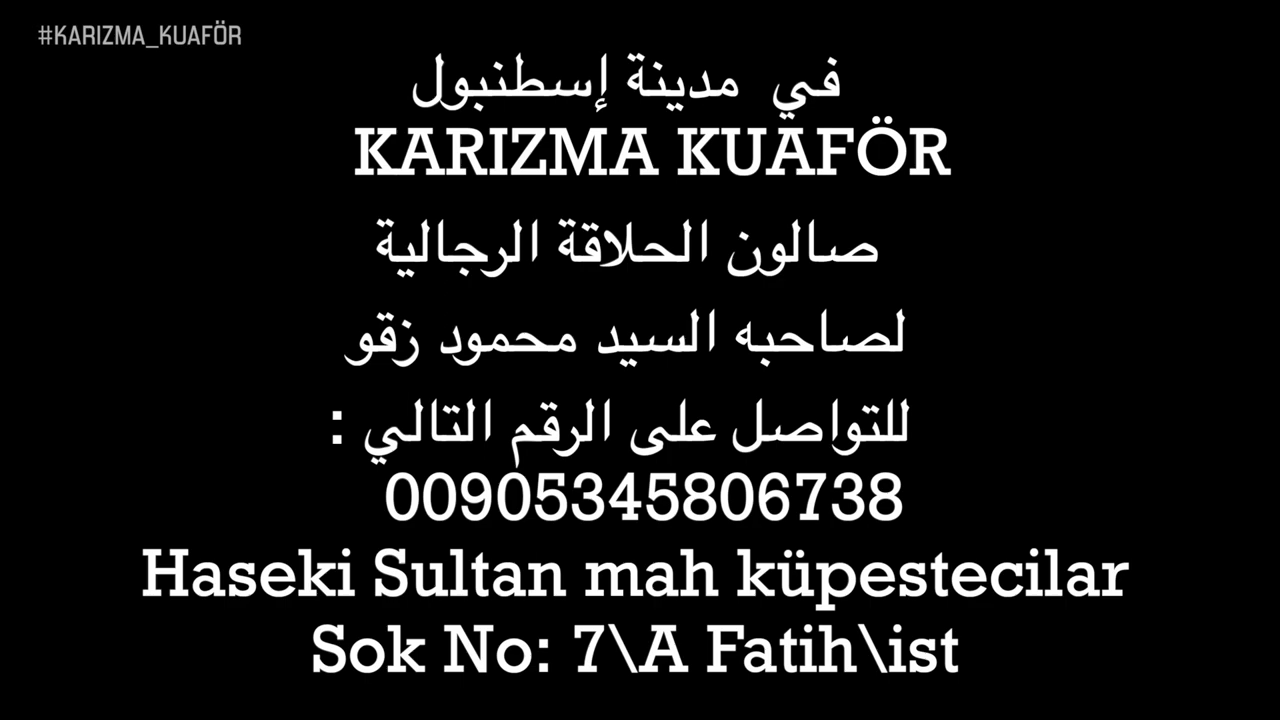 #KARIZMA_KUAFÖR
في مدينة إسطنبول
KARIZMA KUAFÖR
صالون الحلاقة الرجالية
لصاحبه السيد محمود زقو
للتواصل على الرقم التالي :
00905345806738
Haseki Sultan mah küpestecilar
Sok No: 7\A Fatih\ist